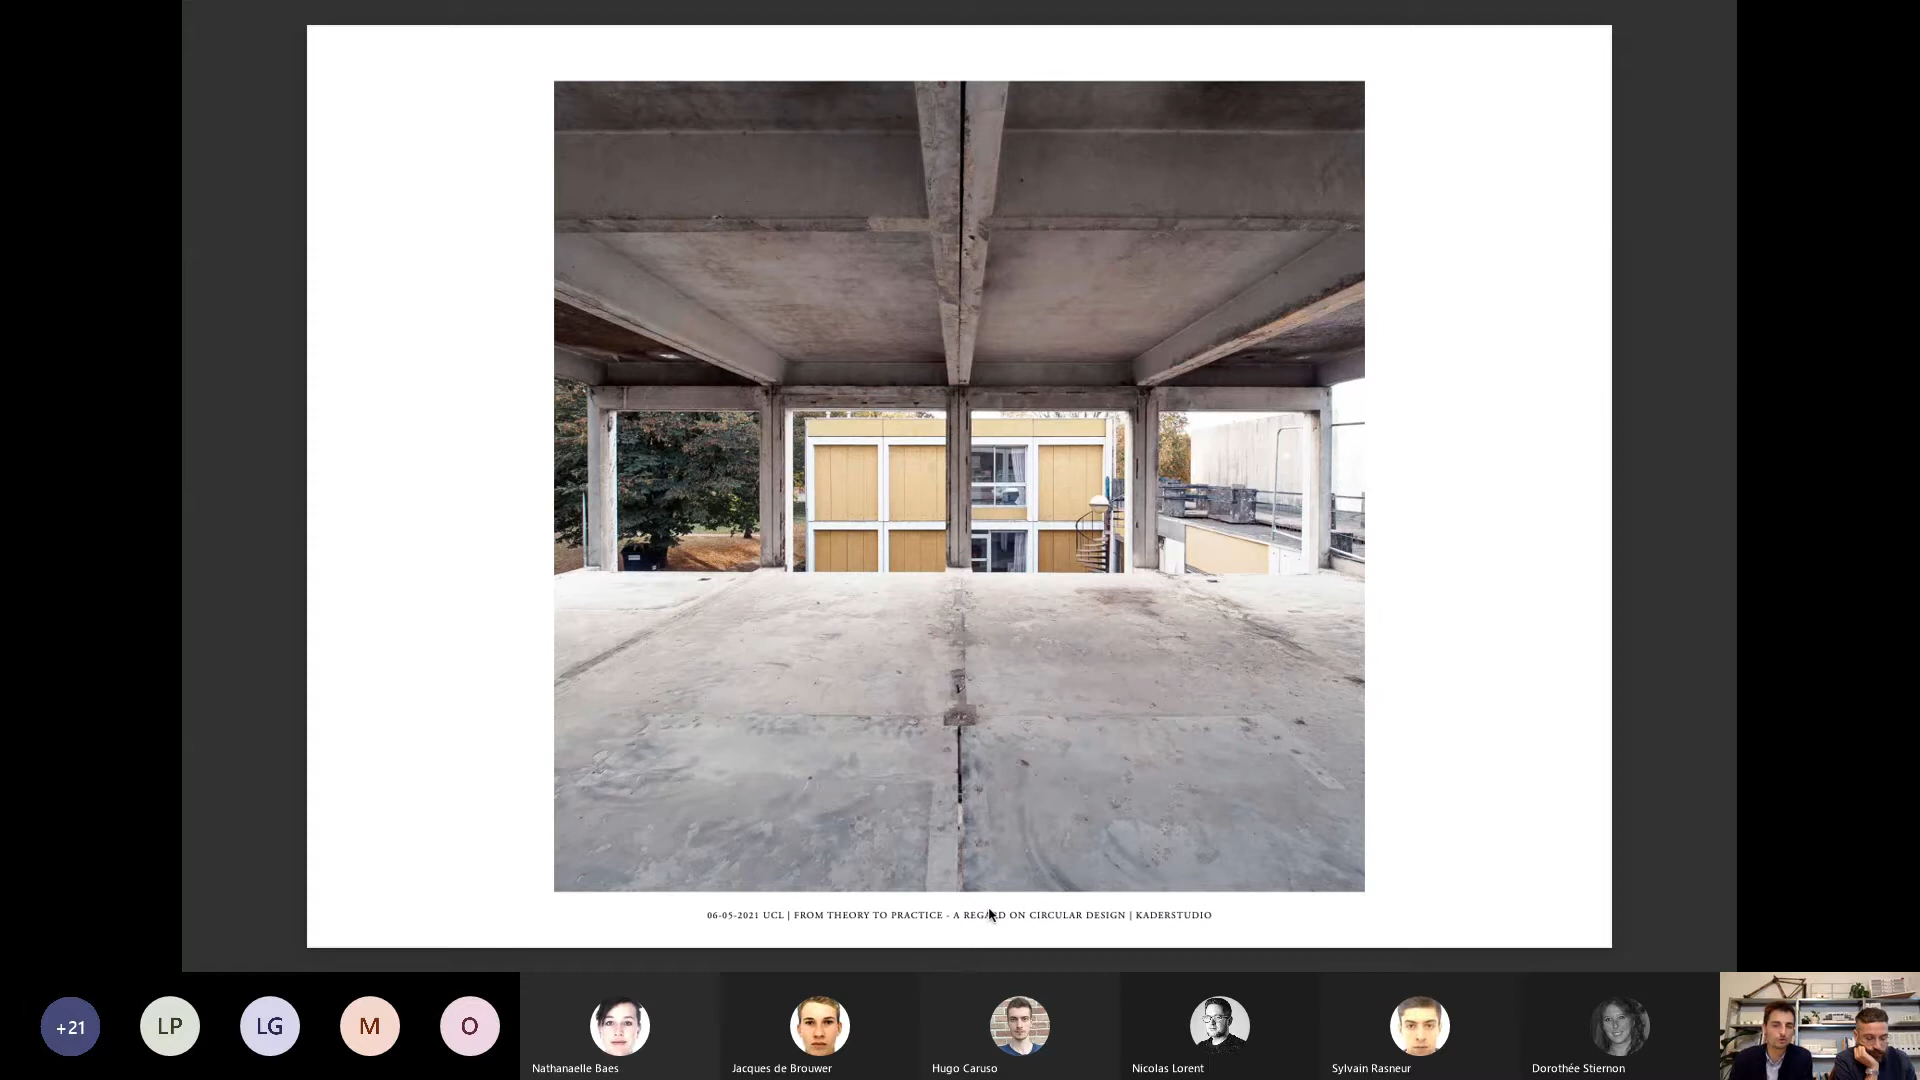 06-05-2021 UCL | FROM THEORY TO PRACTICE - A REGARD ON CIRCULAR DESIGN | KADERSTUDIO
+21
LP
LG
M
O
Nathanaelle Baes
Jacques de Brouwer
Hugo Caruso
Nicolas Lorent
Sylvain Rasneur
Dorothée Stiernon